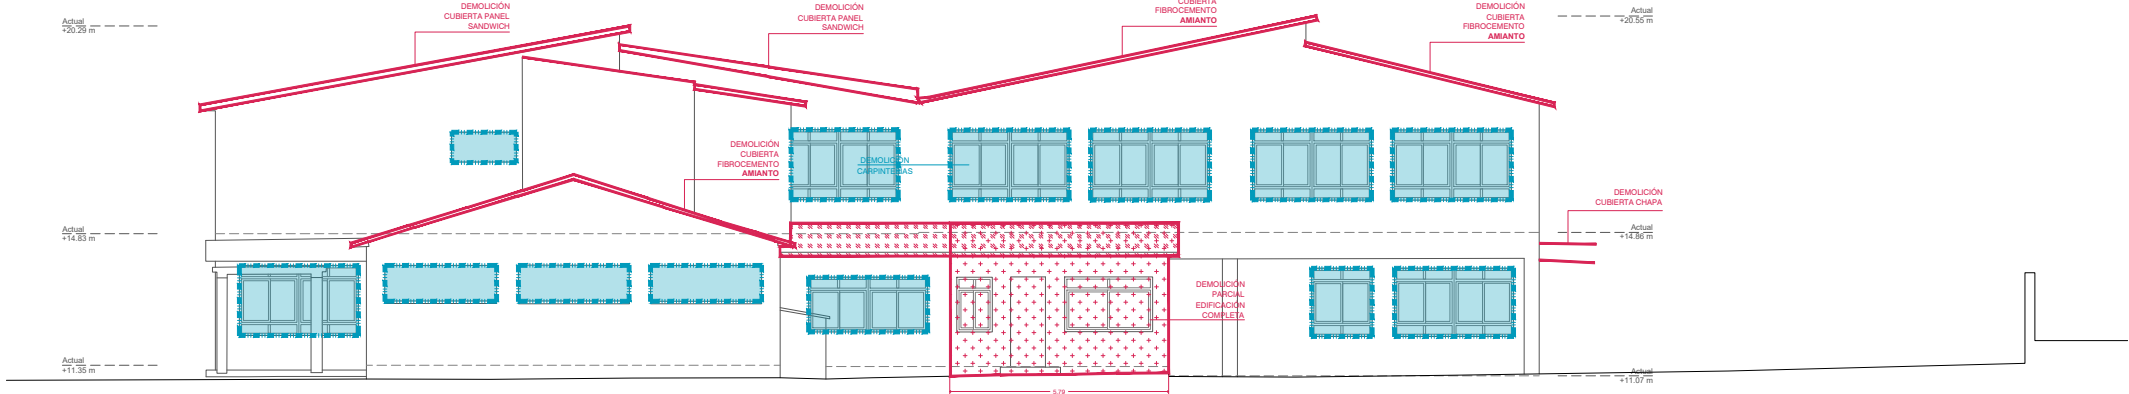 Actual
+20.29 m
DEMOLICIÓN
CUBIERTA PANEL
SANDWICH
DEMOLICIÓN
CUBIERTA PANEL
SANDWICH
CUBIERTA
FIBROCEMENTO
AMIANTO
DEMOLICIÓN
CUBIERTA
FIBROCEMENTO
AMIANTO
Actual
+20.55 m
DEMOLICIÓN
CUBIERTA
FIBROCEMENTO
AMIANTO
DEMOLICIÓN
CARPINTERIAS
DEMOLICIÓN
CUBIERTA CHAPA
Actual
+14.83 m
Actual
+14.86 m
DEMOLICIÓN
PARCIAL
EDIFICACIÓN
COMPLETA
Actual
+11.35 m
Actual
+11.07 m
5.79